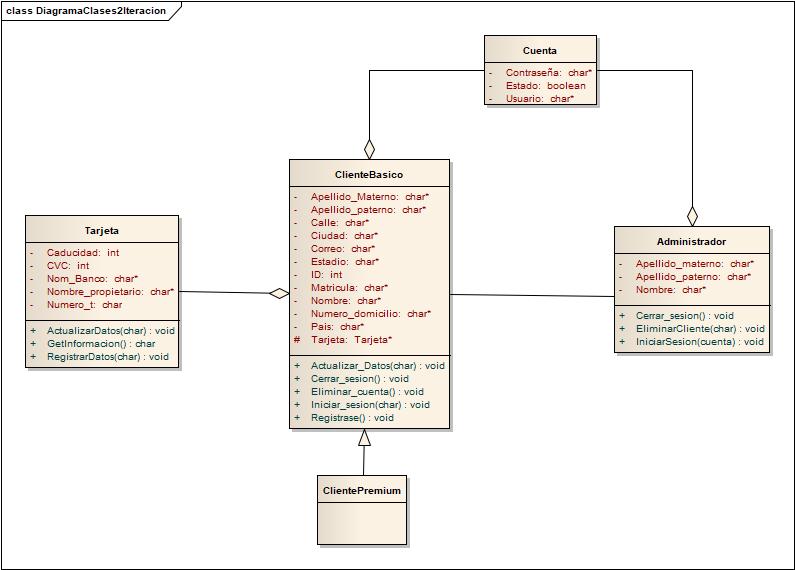 class DiagramaClases2Iteracion
Cuenta
- Contraseña: char*
- Estado: boolean
- Usuario: char*
ClienteBasico
- Apellido_Materno: char*
- Apellido_paterno: char*
- Calle: char*
- Ciudad: char*
- Correo: char*
- Estadio: char*
- ID: int
- Matricula: char*
- Nombre: char*
- Numero_domicilio: char*
- Pais: char*
# Tarjeta: Tarjeta*
+ Actualizar_Datos(char) : void
+ Cerrar_sesion() : void
+ Eliminar_cuenta() : void
+ Iniciar_sesion(char) : void
+ Registrase() : void
Tarjeta
- Caducidad: int
- CVC: int
- Nom_Banco: char*
- Nombre_propietario: char*
- Numero_t: char
+ ActualizarDatos(char) : void
+ GetInformacion() : char
+ RegistrarDatos(char) : void
Administrador
- Apellido_materno: char*
- Apellido_paterno: char*
- Nombre: char*
+ Cerrar_sesion() : void
+ EliminarCliente(char) : void
+ IniciarSesion(cuenta) : void
ClientePremium